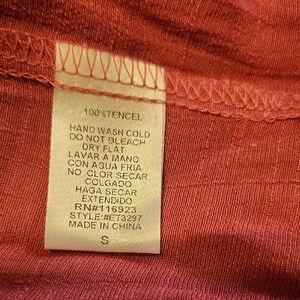 100%TENCEL
HAND WASH COLD
DO NOT BLEACH
DRY FLAT
LAVAR A MANO
CON AGUA FRIA
NO CLOR SECAR
COLGADO
HAGA SECAR
EXTENDIDO
RN#116923
STYLE:#E73297
MADE IN CHINA
S